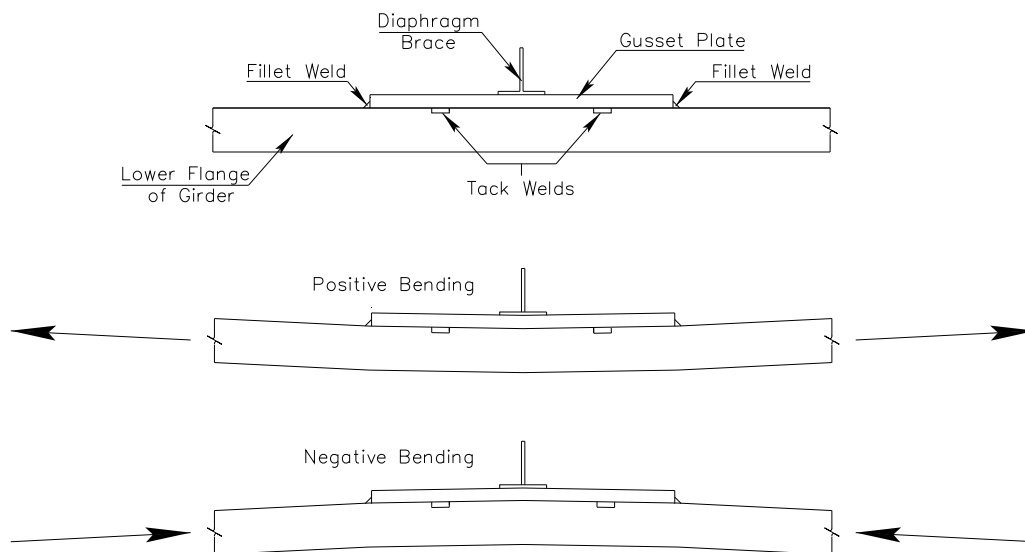 Diaphragm
Brace
Gusset Plate
Fillet Weld
Fillet Weld
Lower Flange
of Girder
Tack Welds
Positive Bending
Negative Bending